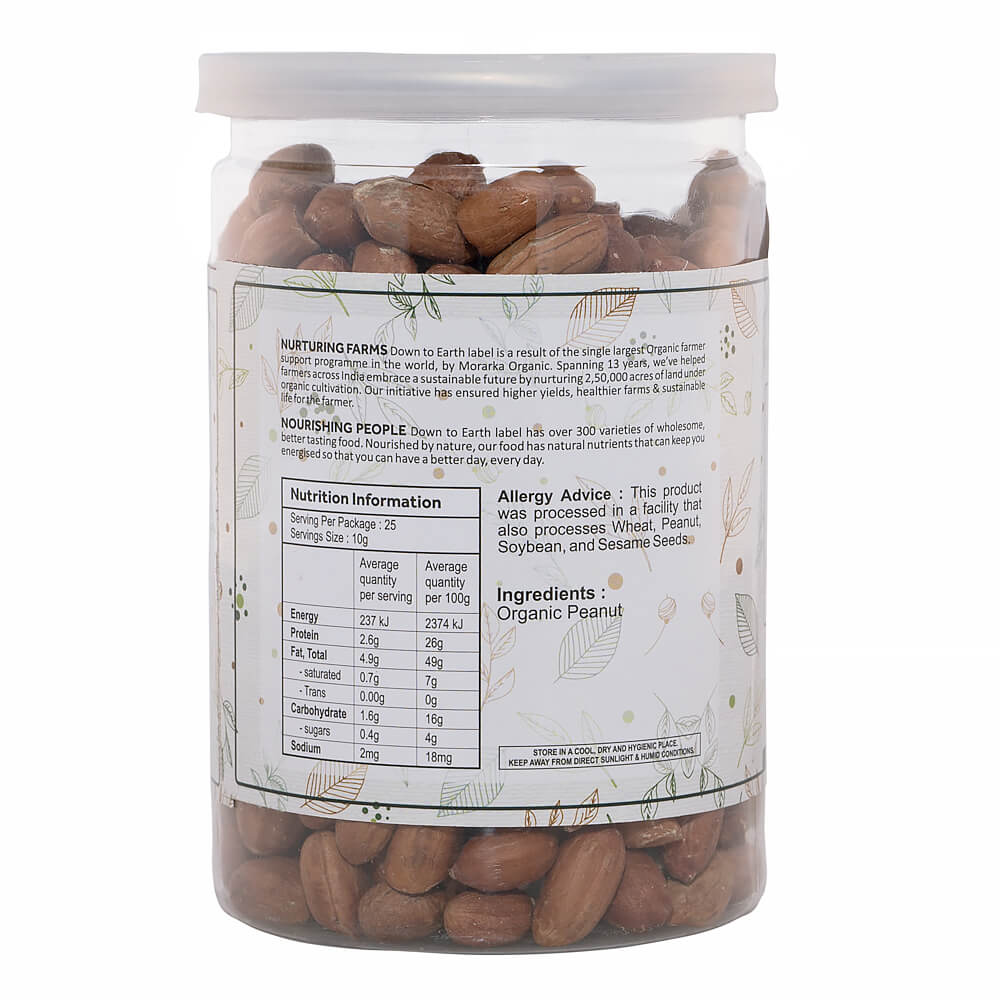 NURTURING FARMS Down to Earth label is a result of the single largest Organic farmer
support programme in the world, by Morarka Organic. Spanning 13 years, we've helped
farmers across India embrace a sustainable future by nurturing 2,50,000 acres of land under
organic cultivation. Our initiative has ensured higher yields, healthier farms & sustainable
life for the farmer.
NOURISHING PEOPLE Down to Earth label has over 300 varieties of wholesome,
better tasting food. Nourished by nature, our food has natural nutrients that can keep you
energised so that you can have a better day, every day.
Nutrition Information
Serving Per Package : 25
Servings Size : 10g
Average quantity per serving Average quantity per 100g
Energy 237 kJ 2374 kJ
Protein 2.6g 26g
Fat, Total 4.9g 49g
- saturated 0.7g 7g
- Trans 0.00g 0g
Carbohydrate 1.6g 16g
- sugars 0.4g 4g
Sodium 2mg 18mg
Allergy Advice : This product
was processed in a facility that
also processes Wheat, Peanut,
Soybean, and Sesame Seeds.
Ingredients :
Organic Peanut
STORE IN A COOL, DRY AND HYGIENIC PLACE.
KEEP AWAY FROM DIRECT SUNLIGHT & HUMID CONDITIONS.